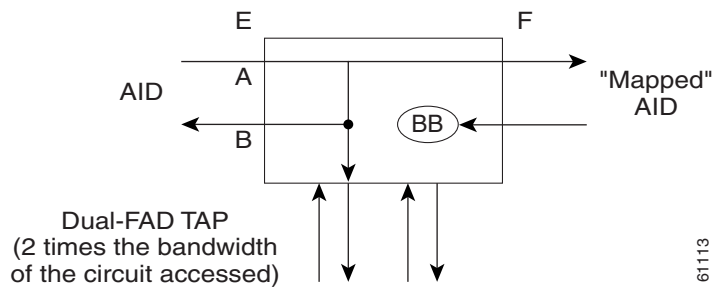 E
F
A
AID
"Mapped"
AID
BB
B
Dual-FAD TAP
(2 times the bandwidth
of the circuit accessed)
61113